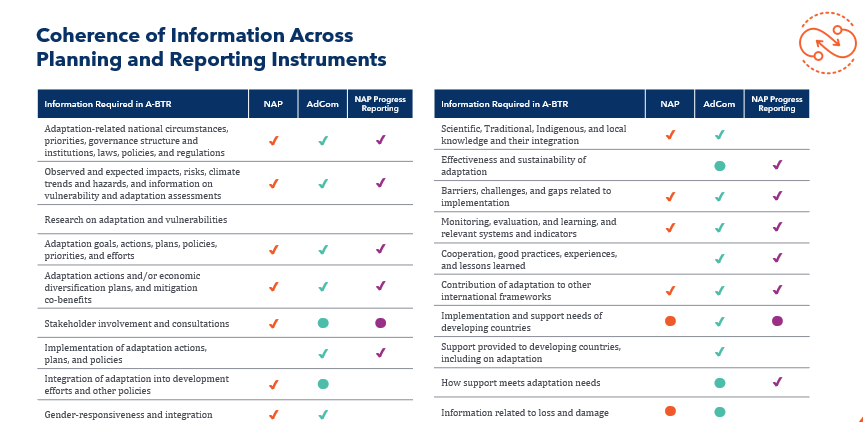 Coherence of Information Across
Planning and Reporting Instruments
Information Required in A-BTR
NAP
AdCom
NAP Progress
Reporting
Adaptation-related national circumstances,
priorities, governance structure and
institutions, laws, policies, and regulations
Observed and expected impacts, risks, climate
trends and hazards, and information on
vulnerability and adaptation assessments
Research on adaptation and vulnerabilities
Adaptation goals, actions, plans, policies,
priorities, and efforts
Adaptation actions and/or economic
diversification plans, and mitigation
co-benefits
Stakeholder involvement and consultations
Implementation of adaptation actions,
plans, and policies
Integration of adaptation into development
efforts and other policies
Gender-responsiveness and integration
Information Required in A-BTR
NAP
AdCom
NAP Progress
Reporting
Scientific, Traditional, Indigenous, and local
knowledge and their integration
Effectiveness and sustainability of
adaptation
Barriers, challenges, and gaps related to
implementation
Monitoring, evaluation, and learning, and
relevant systems and indicators
Cooperation, good practices, experiences,
and lessons learned
Contribution of adaptation to other
international frameworks
Implementation and support needs of
developing countries
Support provided to developing countries,
including on adaptation
How support meets adaptation needs
Information related to loss and damage